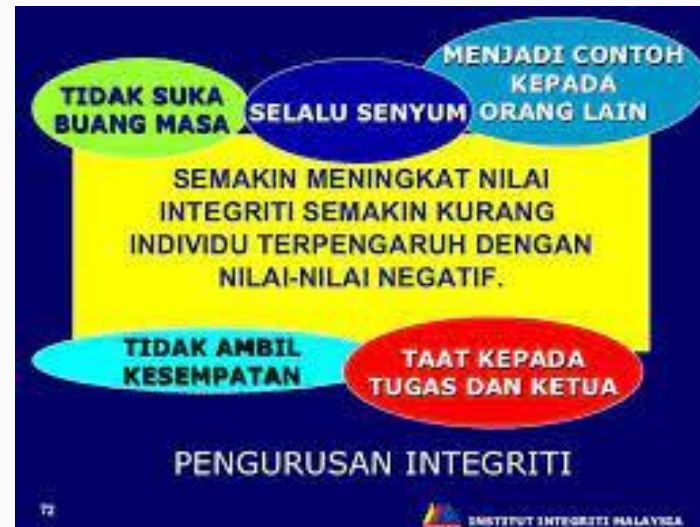 TIDAK SUKA
BUANG MASA
SELALU SENYUM
MENJADI CONTOH
KEPADA
ORANG LAIN
SEMAKIN MENINGKAT NILAI
INTEGRITI SEMAKIN KURANG
INDIVIDU TERPENGARUH DENGAN
NILAI-NILAI NEGATIF.
TIDAK AMBIL
KESEMPATAN
TAAT KEPADA
TUGAS DAN KETUA
PENGURUSAN INTEGRITI
72
INSTITUT INTEGRITI MALAYSIA